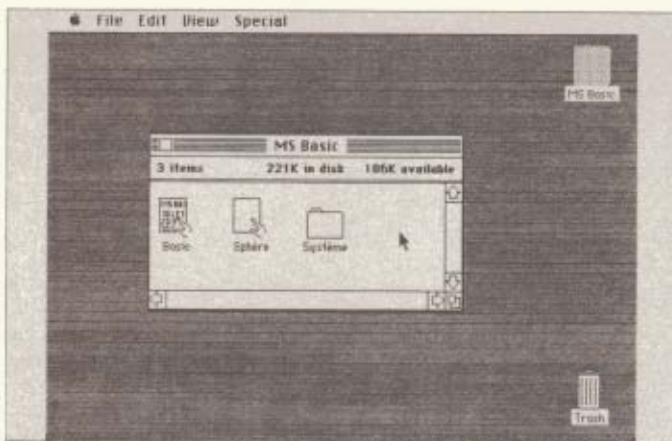 File Edit View Special
MS Basic
MS Basic
3 items 221K in disk 186K available
Basic Sphère Système
Trash